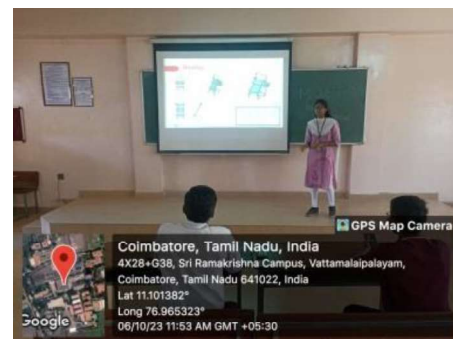 GPS Map Camera
Coimbatore, Tamil Nadu, India
4X28+G38, Sri Ramakrishna Campus, Vattamalaipalayam,
Coimbatore, Tamil Nadu 641022, India
Lat 11.101382°
Long 76.965323°
06/10/23 11:53 AM GMT +05:30
Google